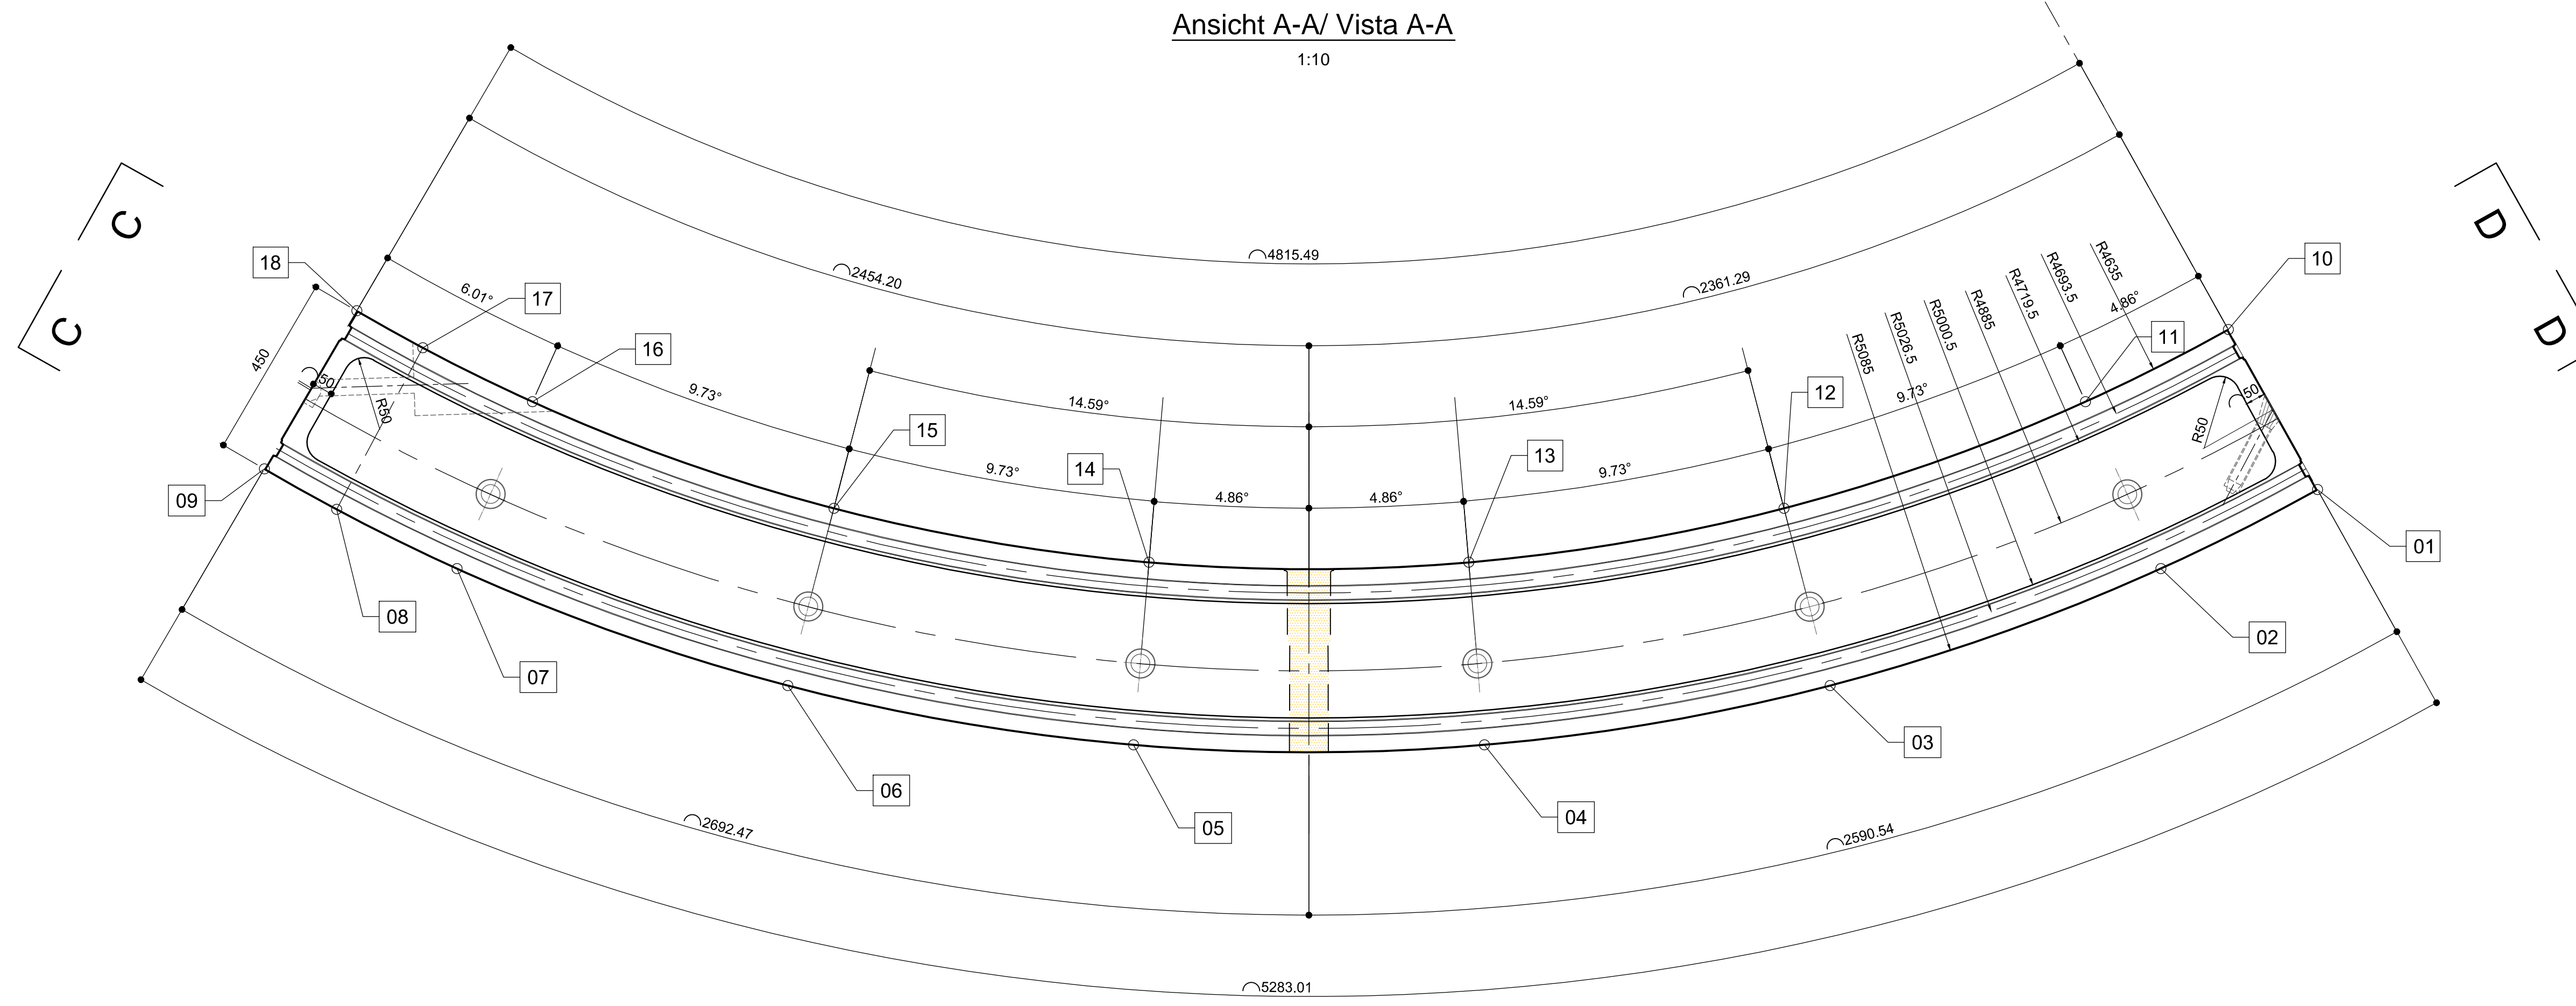 Ansicht A-A/ Vista A-A
1:10
C
C
D
D
4815.49
2454.20
2361.29
18
17
16
15
14
13
12
11
10
6.01°
9.73°
14.59°
14.59°
9.73°
4.86°
9.73°
4.86°
4.86°
9.73°
R4635
R4693.5
R4719.5
R4885
R5000.5
R5026.5
R5085
450
50
R50
R50
50
09
08
07
06
05
04
03
02
01
2692.47
2590.54
5283.01